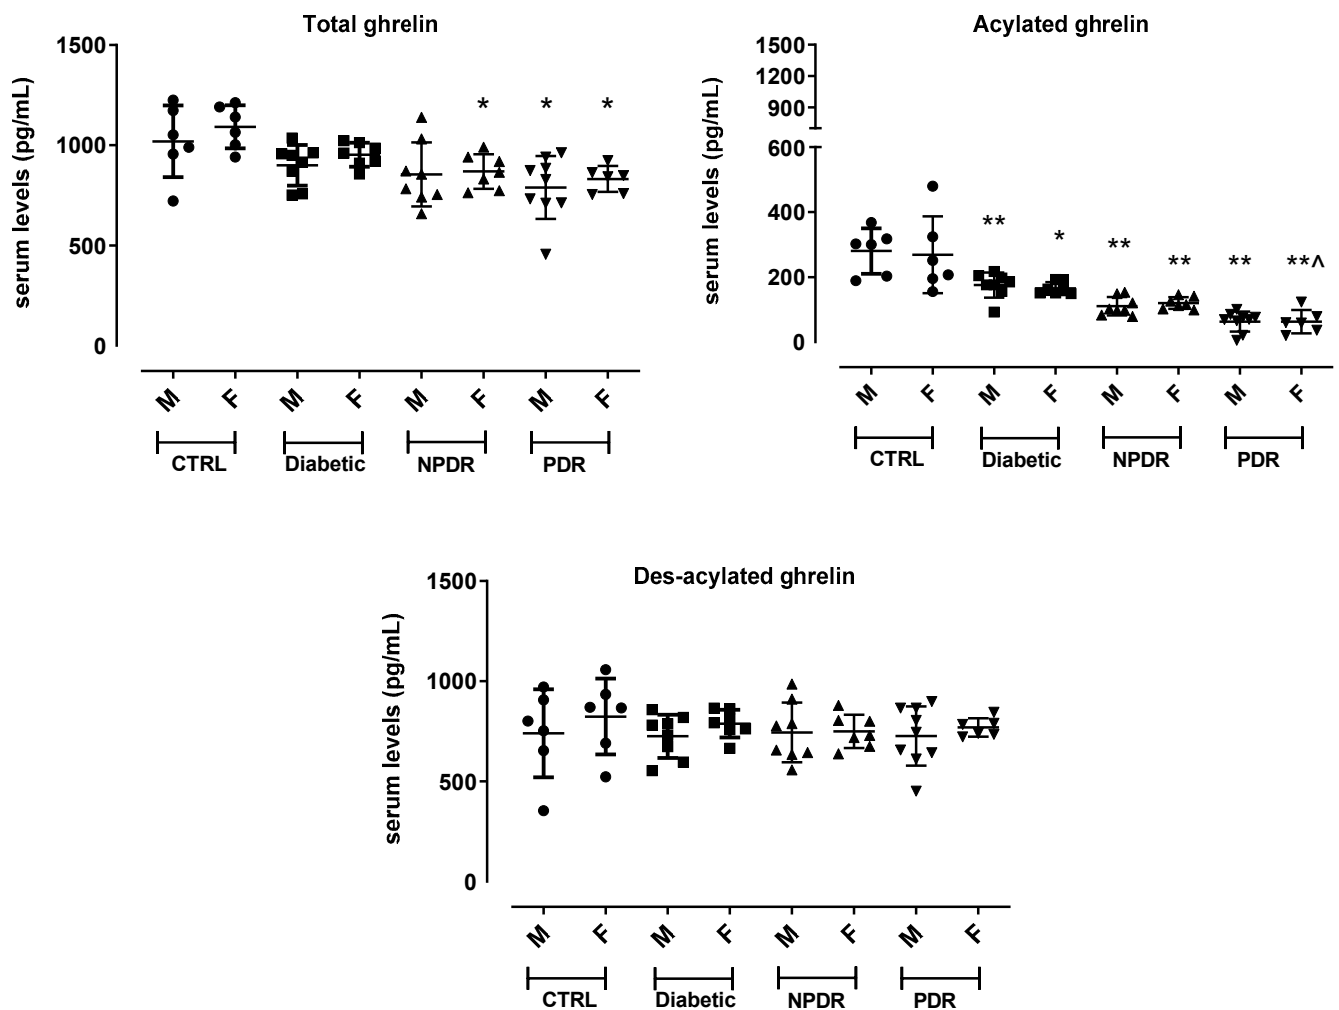 Total ghrelin
serum levels (pg/mL)
1500
1000
500
0
* * *
M F M F M F M F
CTRL Diabetic NPDR PDR
Acylated ghrelin
serum levels (pg/mL)
1500
1200
900
600
400
200
0
** * ** ** ** **^
M F M F M F M F
CTRL Diabetic NPDR PDR
Des-acylated ghrelin
serum levels (pg/mL)
1500
1000
500
0
M F M F M F M F
CTRL Diabetic NPDR PDR